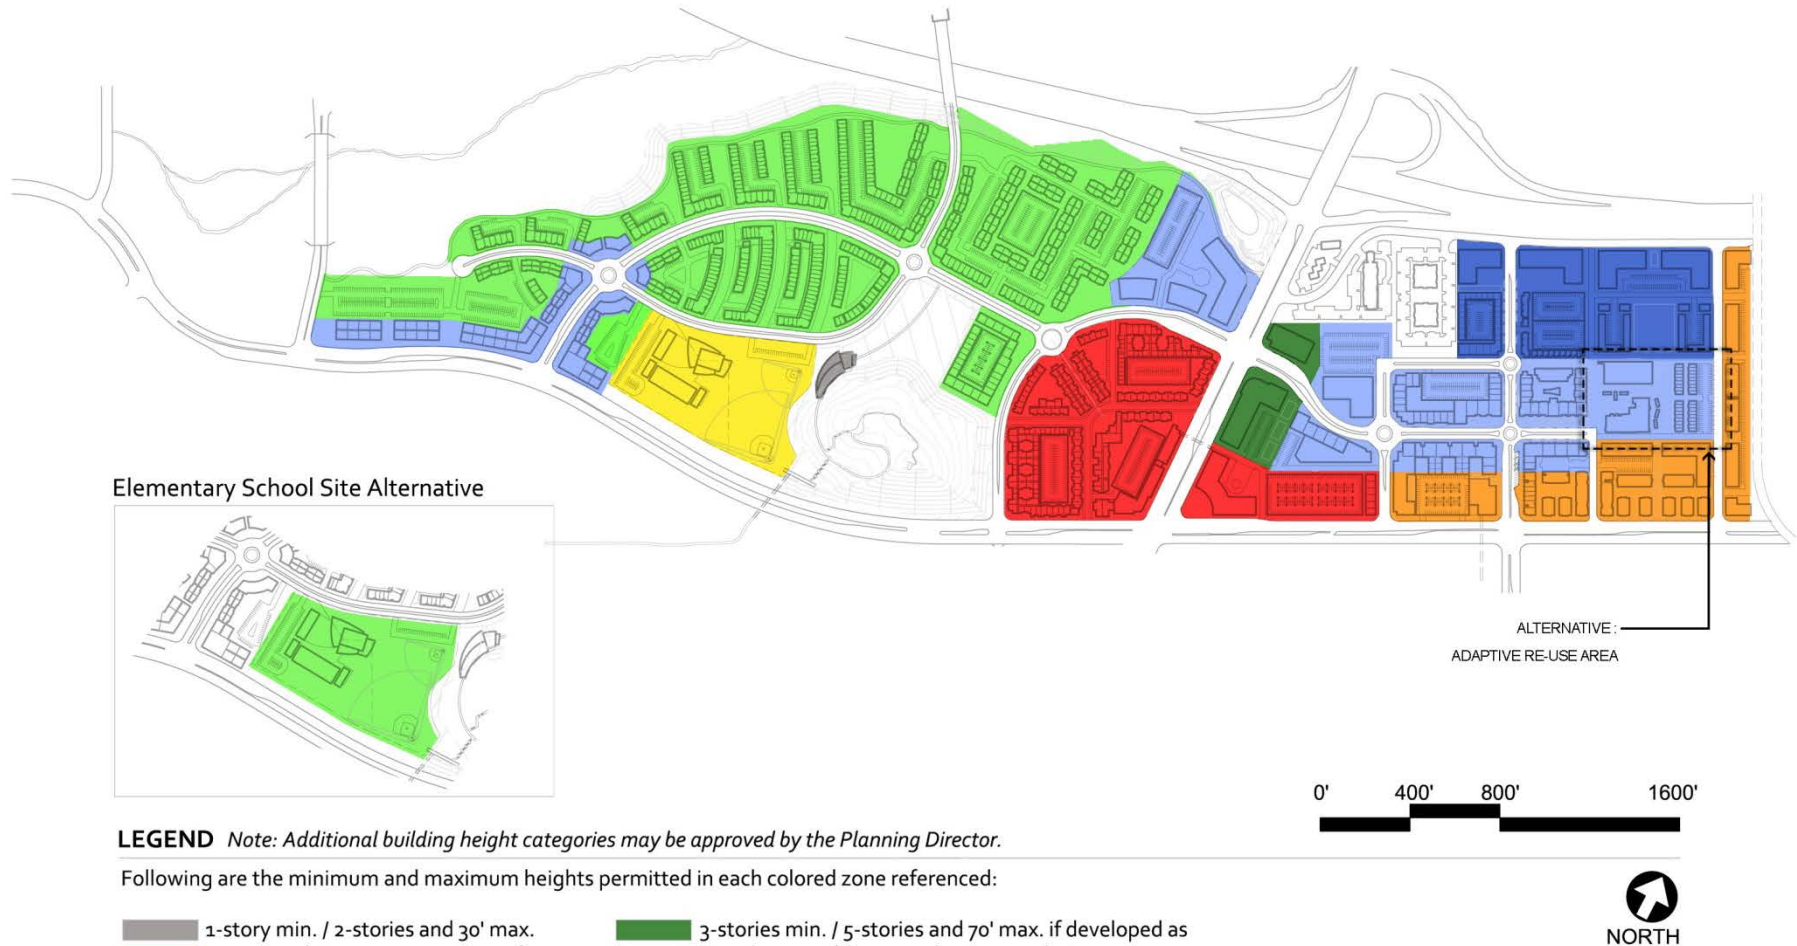 Elementary School Site Alternative
ALTERNATIVE :
ADAPTIVE RE-USE AREA
0' 400' 800' 1600'
LEGEND Note: Additional building height categories may be approved by the Planning Director.
Following are the minimum and maximum heights permitted in each colored zone referenced:
1-story min. / 2-stories and 30' max.
3-stories min. / 5-stories and 70' max. if developed as
NORTH